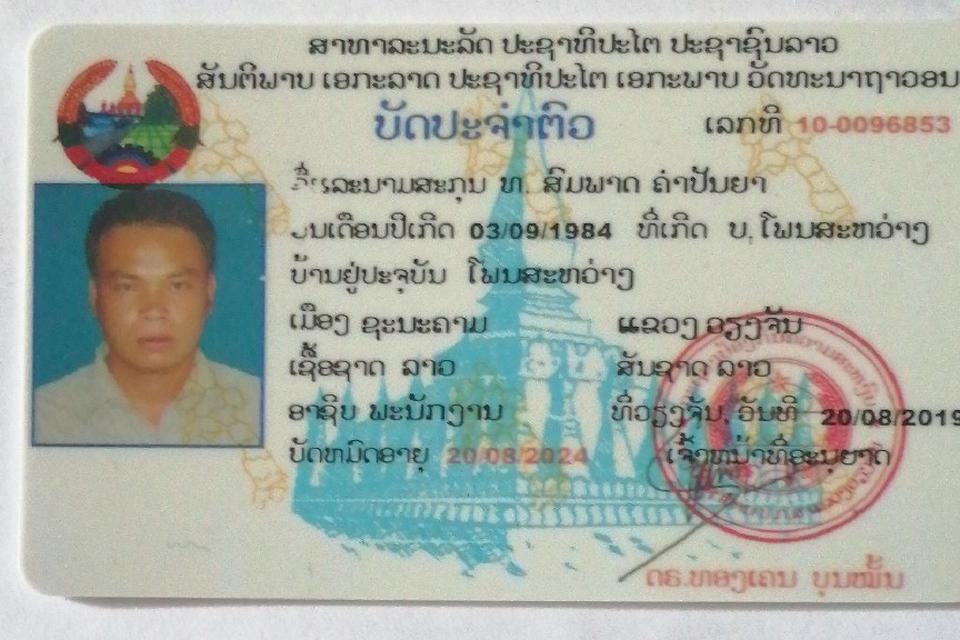 ສາທາລະນະລັດ ປະຊາທິປະໄຕ ປະຊາຊົນລາວ
ສັນຕິພາບ ເອກະລາດ ປະຊາທິປະໄຕ ເອກະພາບ ວັດທະນາຖາວອນ
ບັດປະຈຳຕົວ
ເລກທີ 10-0096853
ຊື່ແລະນາມສະກຸນ ທ. ສົມພາດ ຄຳປັນຍາ
ວັນເດືອນປີເກີດ 03/09/1984 ທີ່ເກີດ ບ. ໂພນສະຫວ່າງ
ບ້ານຢູ່ປະຈຸບັນ ໂພນສະຫວ່າງ
ເມືອງ ຊະນະຄາມ ແຂວງ ວຽງຈັນ
ເຊື້ອຊາດ ລາວ ສັນຊາດ ລາວ
ອາຊີບ ພະນັກງານ ທີ່ວຽງຈັນ, ວັນທີ 20/08/2019
ບັດຫມົດອາຍຸ 20/08/2024 ເຈົ້າຫນ້າທີ່ອະນຸຍາດ
ດຣ.ທອງເຄນ ບຸນໝັ້ນ